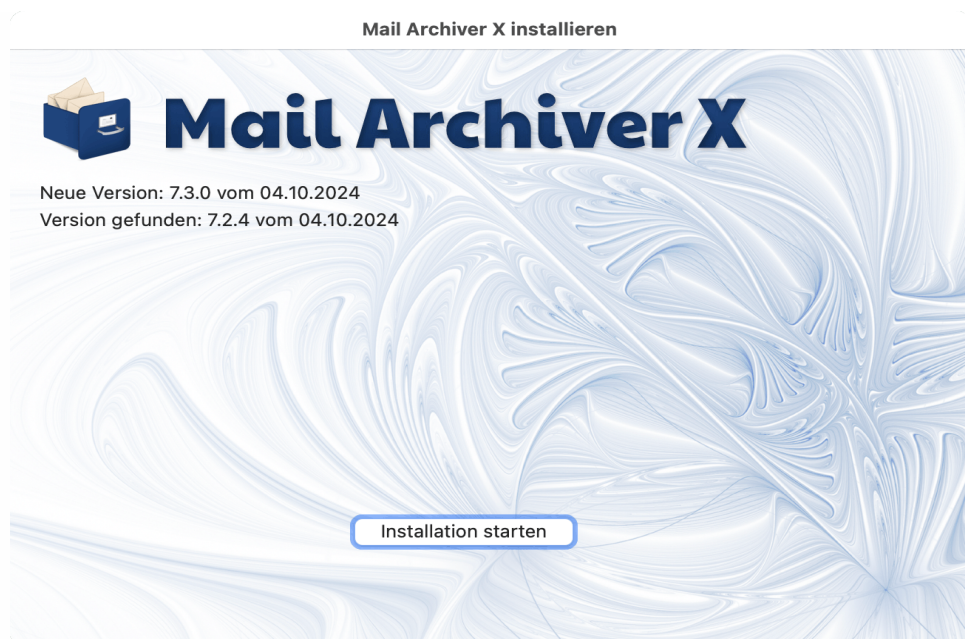 Mail Archiver X installieren
Mail Archiver X
Neue Version: 7.3.0 vom 04.10.2024
Version gefunden: 7.2.4 vom 04.10.2024
Installation starten